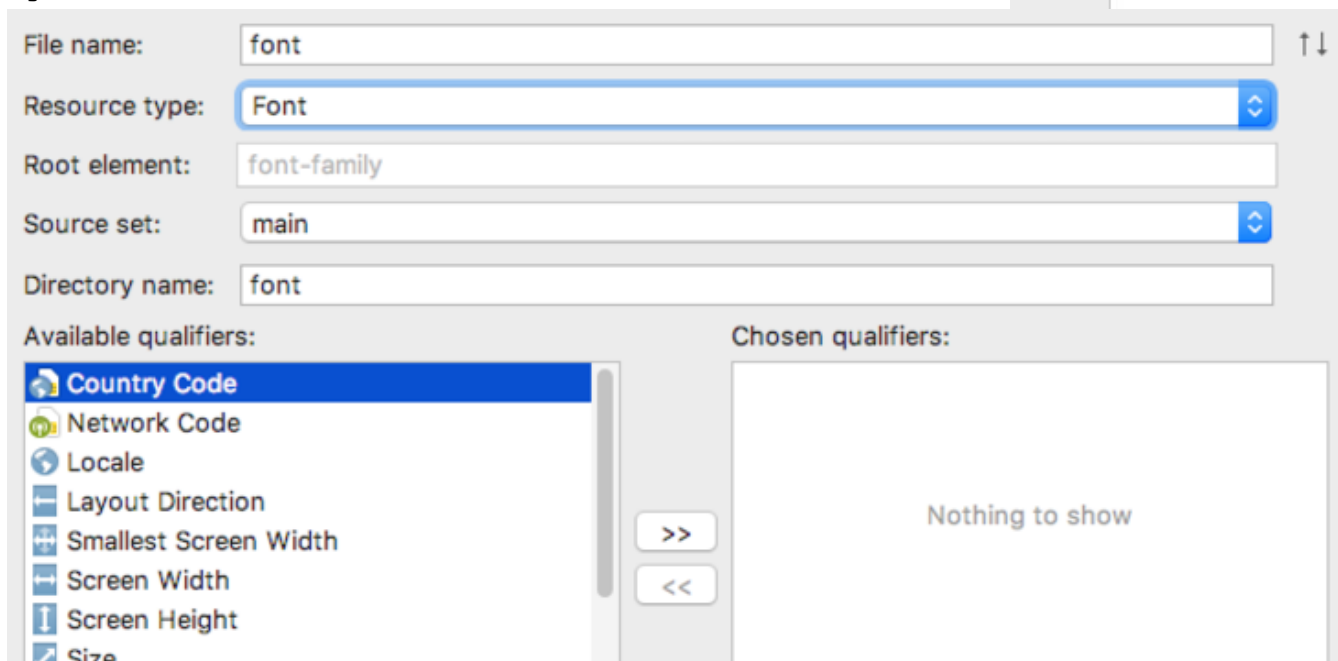 File name: font ↑↓
Resource type: Font
Root element: font-family
Source set: main
Directory name: font
Available qualifiers:
Chosen qualifiers:
Country Code
Network Code
Locale
Layout Direction
Smallest Screen Width
Screen Width
Screen Height
Size
>>
<<
Nothing to show